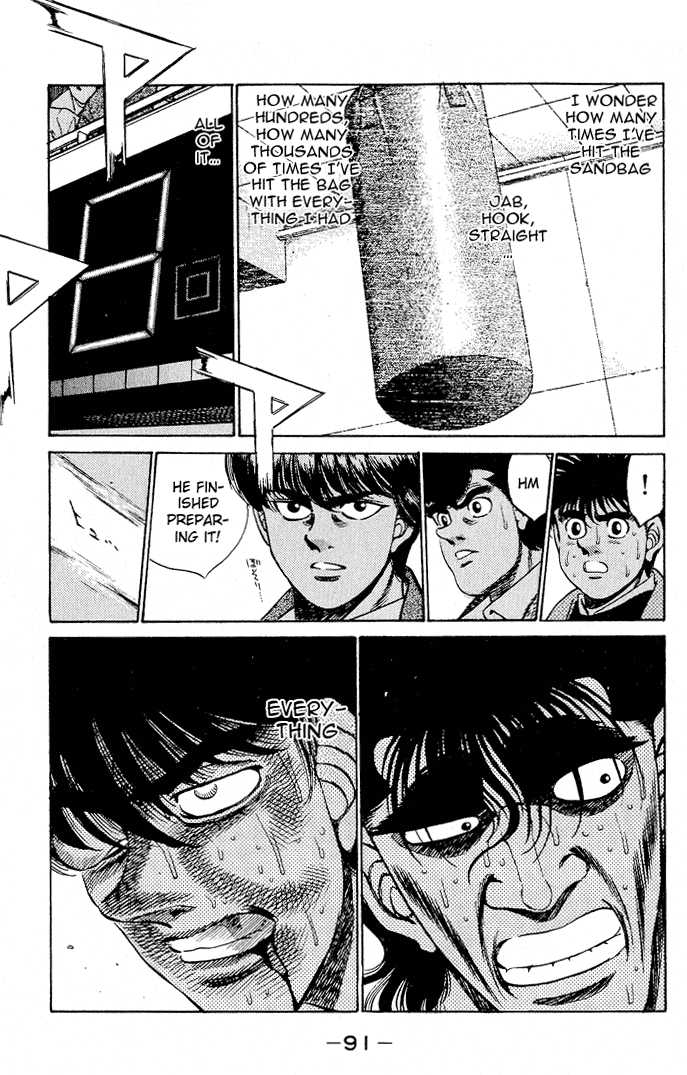 I WONDER
HOW MANY
TIMES I'VE
HIT THE
SANDBAG
JAB,
HOOK,
STRAIGHT
...
HOW MANY
HUNDREDS,
HOW MANY
THOUSANDS
OF TIMES I'VE
HIT THE BAG
WITH EVERY-
THING I HAD
ALL
OF
IT...
!
HM
HE FIN-
ISHED
PREPAR-
ING IT!
EVERY-
THING
-91-